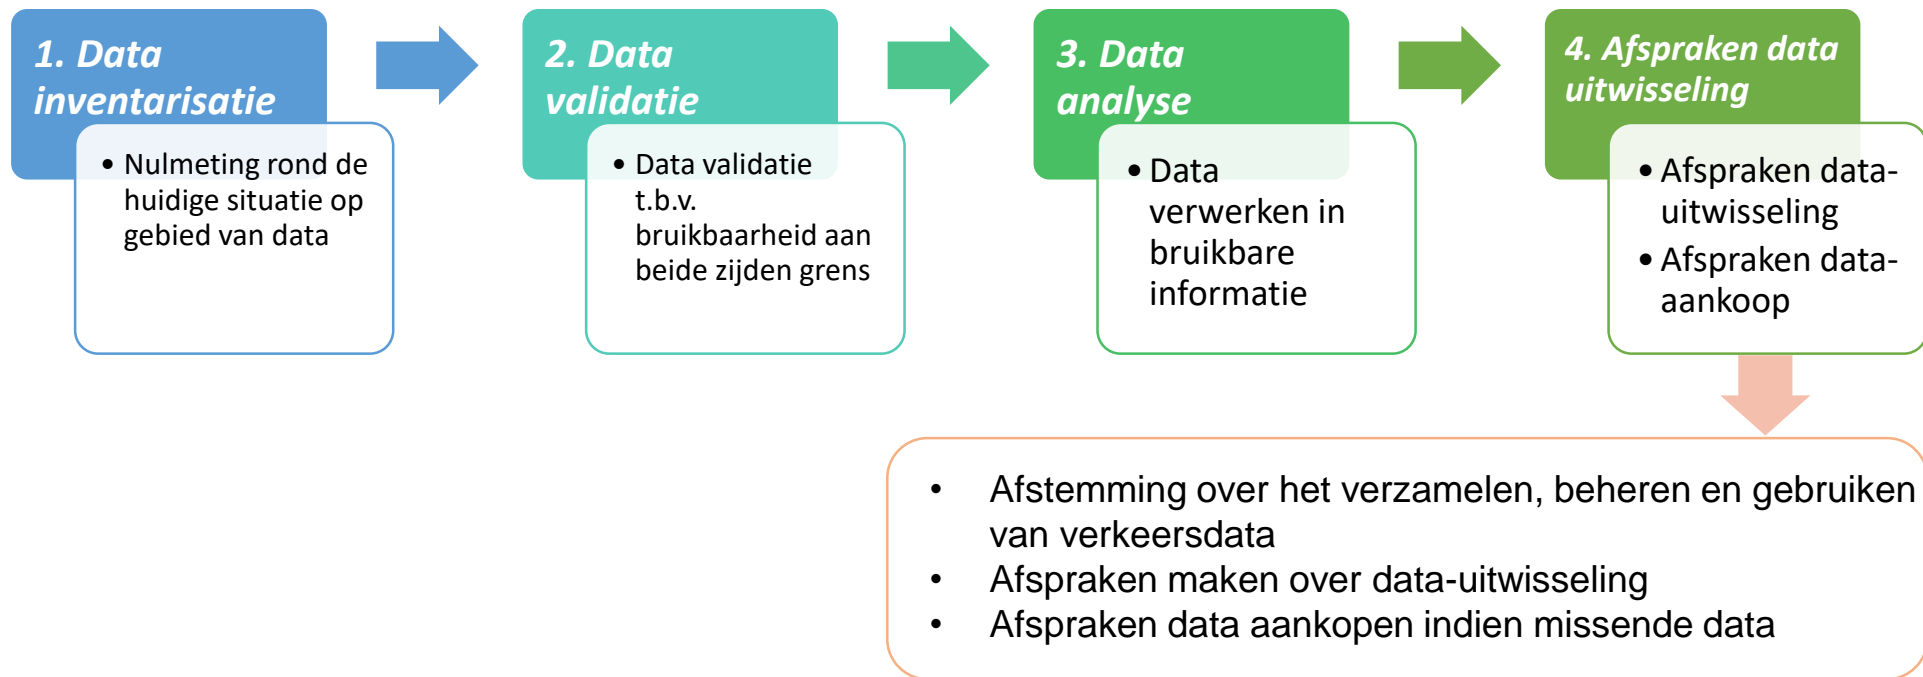 1. Data
inventarisatie
• Nulmeting rond de
huidige situatie op
gebied van data
2. Data
validatie
• Data validatie
t.b.v.
bruikbaarheid aan
beide zijden grens
3. Data
analyse
• Data
verwerken in
bruikbare
informatie
4. Afspraken data
uitwisseling
• Afspraken data-
uitwisseling
• Afspraken data-
aankoop
• Afstemming over het verzamelen, beheren en gebruiken
van verkeersdata
• Afspraken maken over data-uitwisseling
• Afspraken data aankopen indien missende data